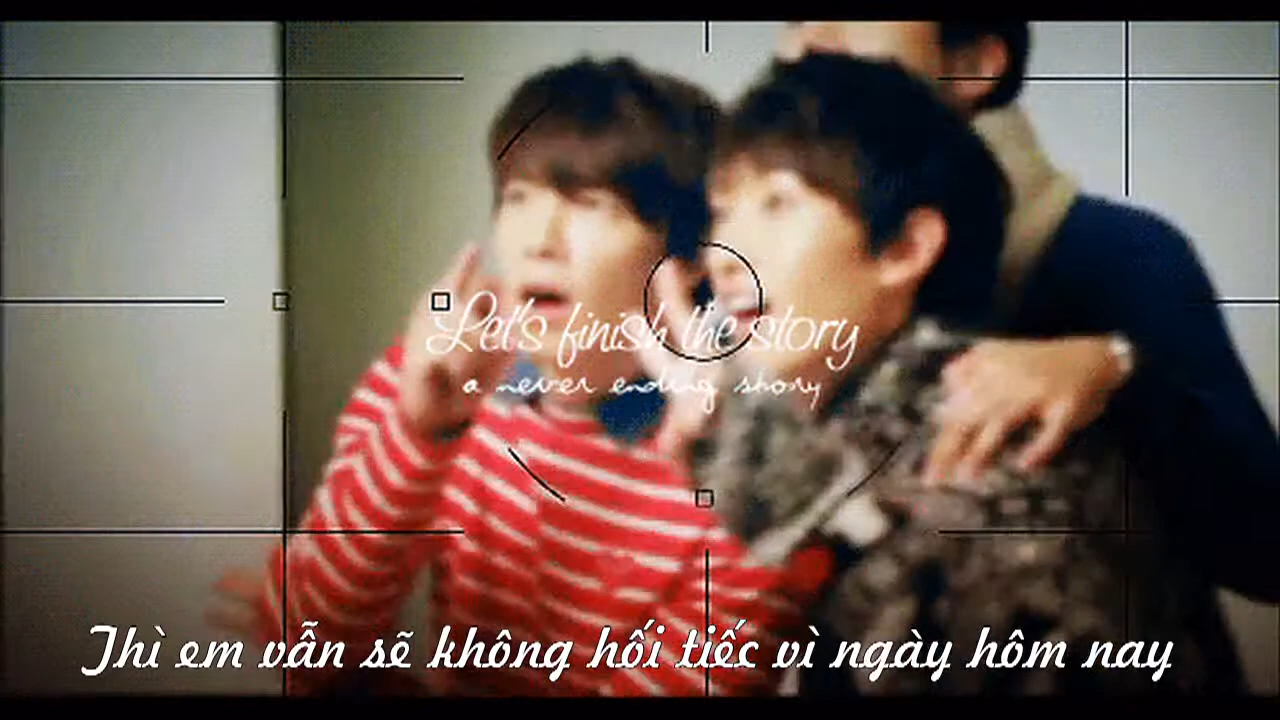 Let's finish the story
a never ending story
Thì em vẫn sẽ không hối tiếc vì ngày hôm nay